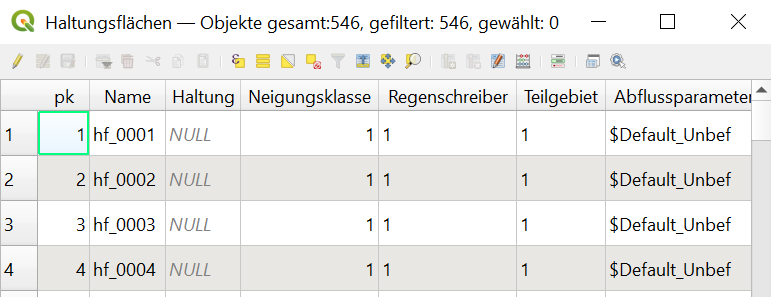 Haltungsflächen — Objekte gesamt:546, gefiltert: 546, gewählt: 0
pk Name Haltung Neigungsklasse Regenschreiber Teilgebiet Abflussparameter
1 1 hf_0001 NULL 1 1 1 $Default_Unbef
2 2 hf_0002 NULL 1 1 1 $Default_Unbef
3 3 hf_0003 NULL 1 1 1 $Default_Unbef
4 4 hf_0004 NULL 1 1 1 $Default_Unbef